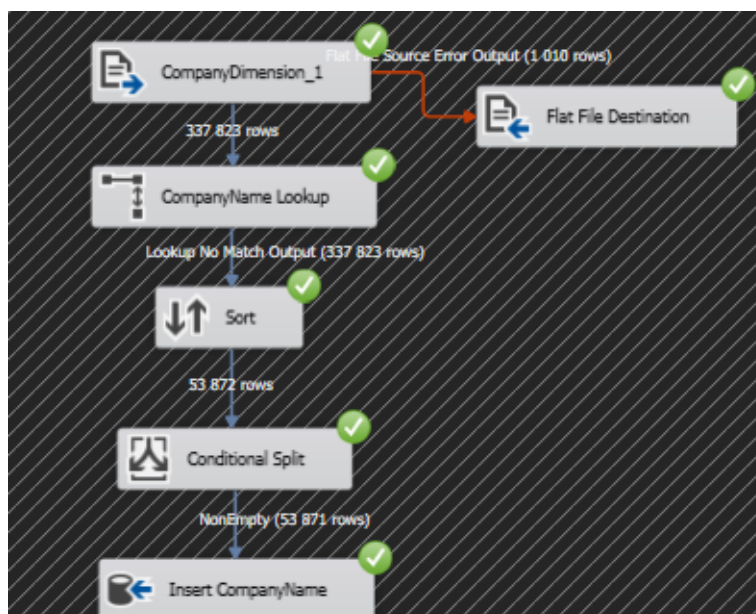 Flat File Source Error Output (1 010 rows)
CompanyDimension_1
Flat File Destination
337 823 rows
CompanyName Lookup
Lookup No Match Output (337 823 rows)
Sort
53 872 rows
Conditional Split
NonEmpty (53 871 rows)
Insert CompanyName